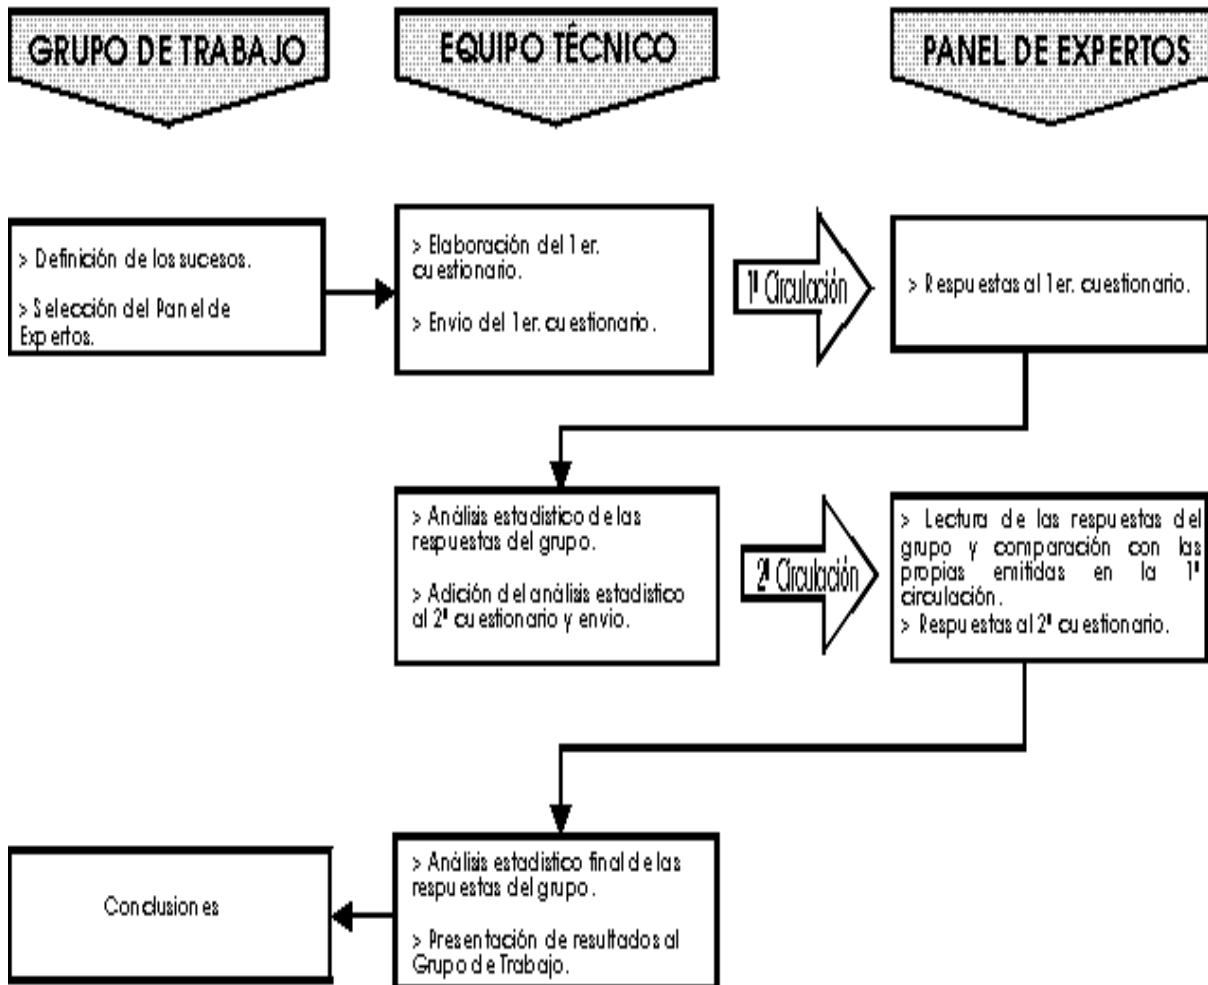 GRUPO DE TRABAJO
EQUIPO TÉCNICO
PANEL DE EXPERTOS
> Definición de los sucesos.
> Selección del Panel de
Expertos.
> Elaboración del 1er.
cuestionario.
> Envio del 1er. cuestionario.
1ª Circulación
> Respuestas al 1er. cuestionario.
> Análisis estadístico de las
respuestas del grupo.
> Adición del análisis estadístico
al 2º cuestionario y envio.
2ª Circulación
> Lectura de las respuestas del
grupo y comparación con las
propias emitidas en la 1ª
circulación.
> Respuestas al 2º cuestionario.
Conclusiones
> Análisis estadístico final de las
respuestas del grupo.
> Presentación de resultados al
Grupo de Trabajo.